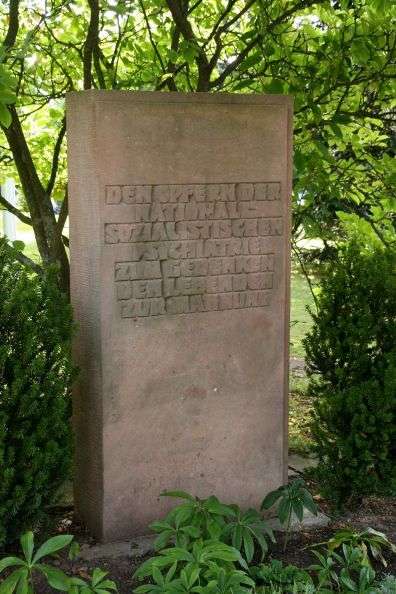 DEN OPFERN DER
NATIONAL-
SOZIALISTISCHEN
PSYCHIATRIE
ZUM GEDENKEN
DEN LEBENDEN
ZUR MAHNUNG